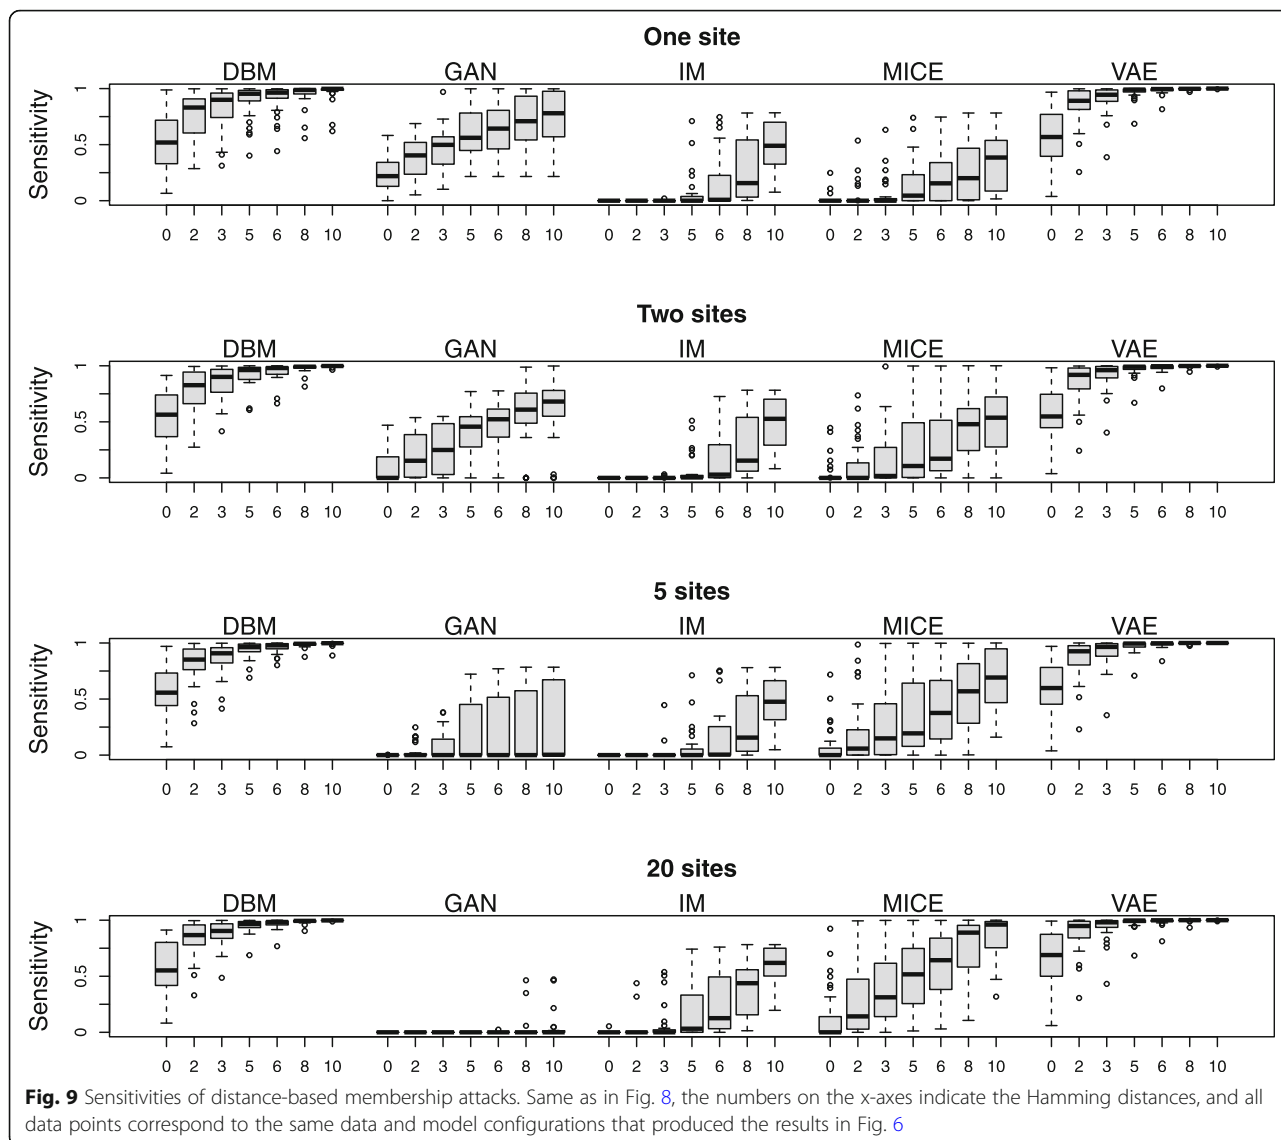 One site
DBM GAN IM MICE VAE
Sensitivity
1
0.5
0
0 2 3 5 6 8 10 0 2 3 5 6 8 10 0 2 3 5 6 8 10 0 2 3 5 6 8 10 0 2 3 5 6 8 10
Two sites
DBM GAN IM MICE VAE
Sensitivity
1
0.5
0
0 2 3 5 6 8 10 0 2 3 5 6 8 10 0 2 3 5 6 8 10 0 2 3 5 6 8 10 0 2 3 5 6 8 10
5 sites
DBM GAN IM MICE VAE
Sensitivity
1
0.5
0
0 2 3 5 6 8 10 0 2 3 5 6 8 10 0 2 3 5 6 8 10 0 2 3 5 6 8 10 0 2 3 5 6 8 10
20 sites
DBM GAN IM MICE VAE
Sensitivity
1
0.5
0
0 2 3 5 6 8 10 0 2 3 5 6 8 10 0 2 3 5 6 8 10 0 2 3 5 6 8 10 0 2 3 5 6 8 10
Fig. 9 Sensitivities of distance-based membership attacks. Same as in Fig. 8, the numbers on the x-axes indicate the Hamming distances, and all
data points correspond to the same data and model configurations that produced the results in Fig. 6